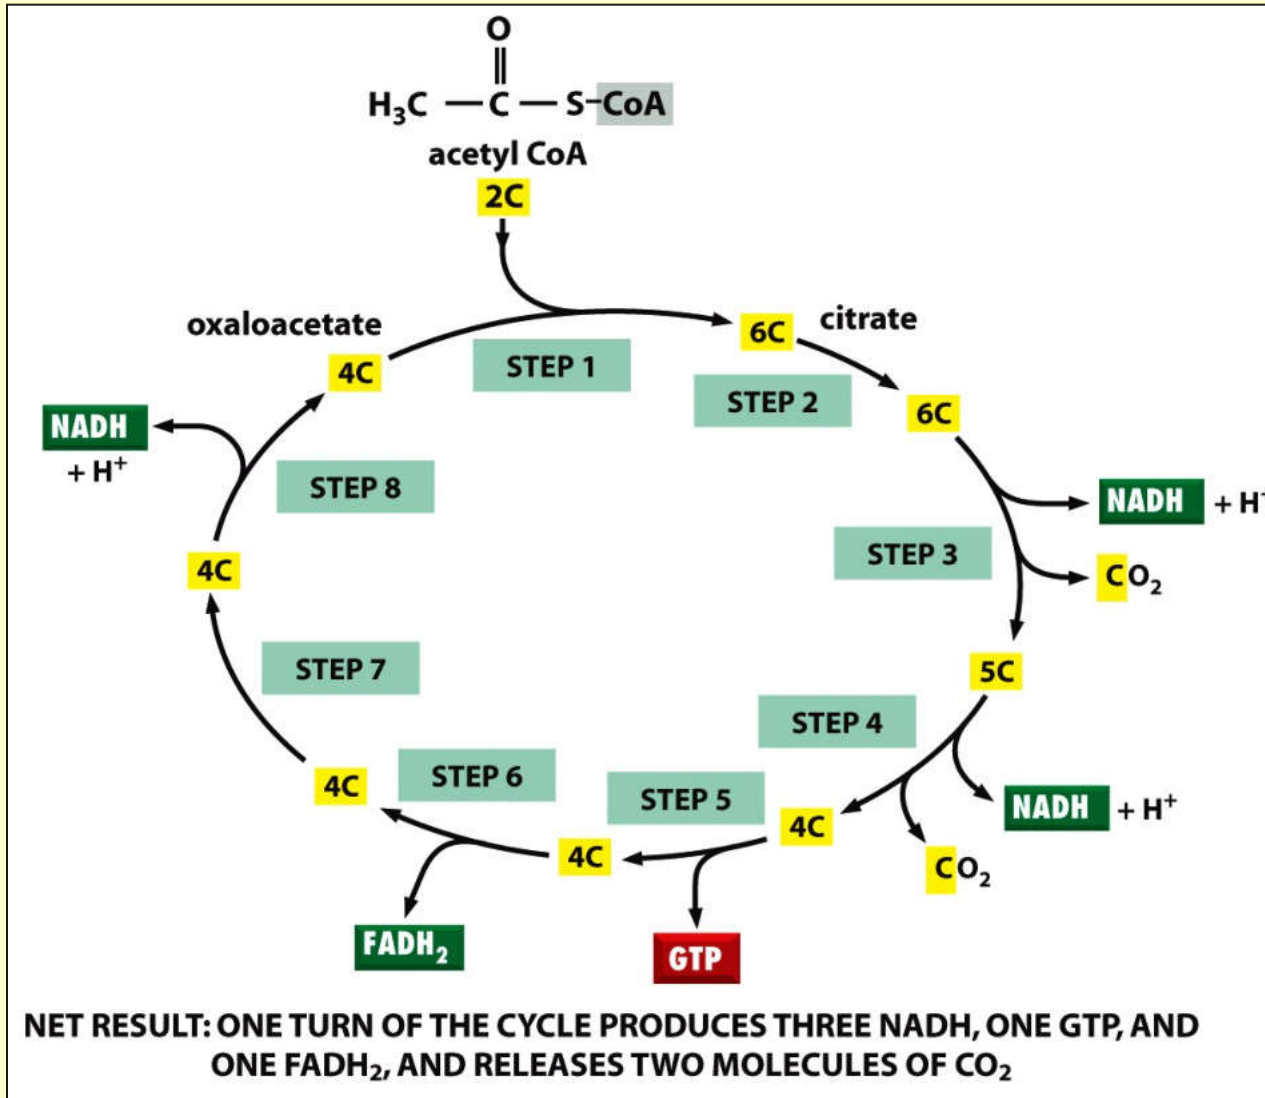 O
H₃C — C — S–CoA
acetyl CoA
2C
oxaloacetate
4C
STEP 1
6C
citrate
STEP 2
6C
NADH
+ H⁺
STEP 8
NADH + H⁺
STEP 3
CO₂
4C
STEP 7
5C
STEP 4
4C
STEP 6
STEP 5
4C
NADH + H⁺
4C
CO₂
FADH₂
GTP
NET RESULT: ONE TURN OF THE CYCLE PRODUCES THREE NADH, ONE GTP, AND
ONE FADH₂, AND RELEASES TWO MOLECULES OF CO₂